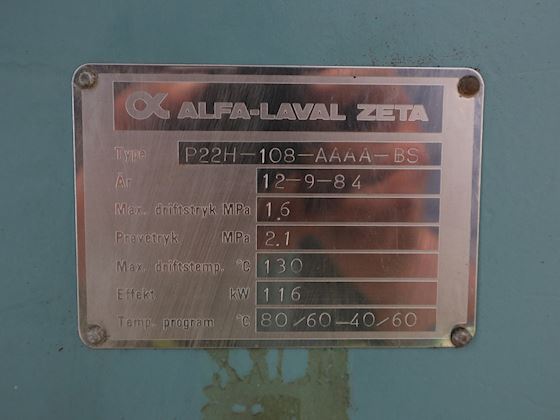 α ALFA-LAVAL ZETA
Type P22H-108-AAAA-BS
År 12-9-84
Max. driftstryk MPa 1.6
Prøvetryk MPa 2.1
Max. driftstemp. °C 130
Effekt kW 116
Temp. program °C 80/60-40/60